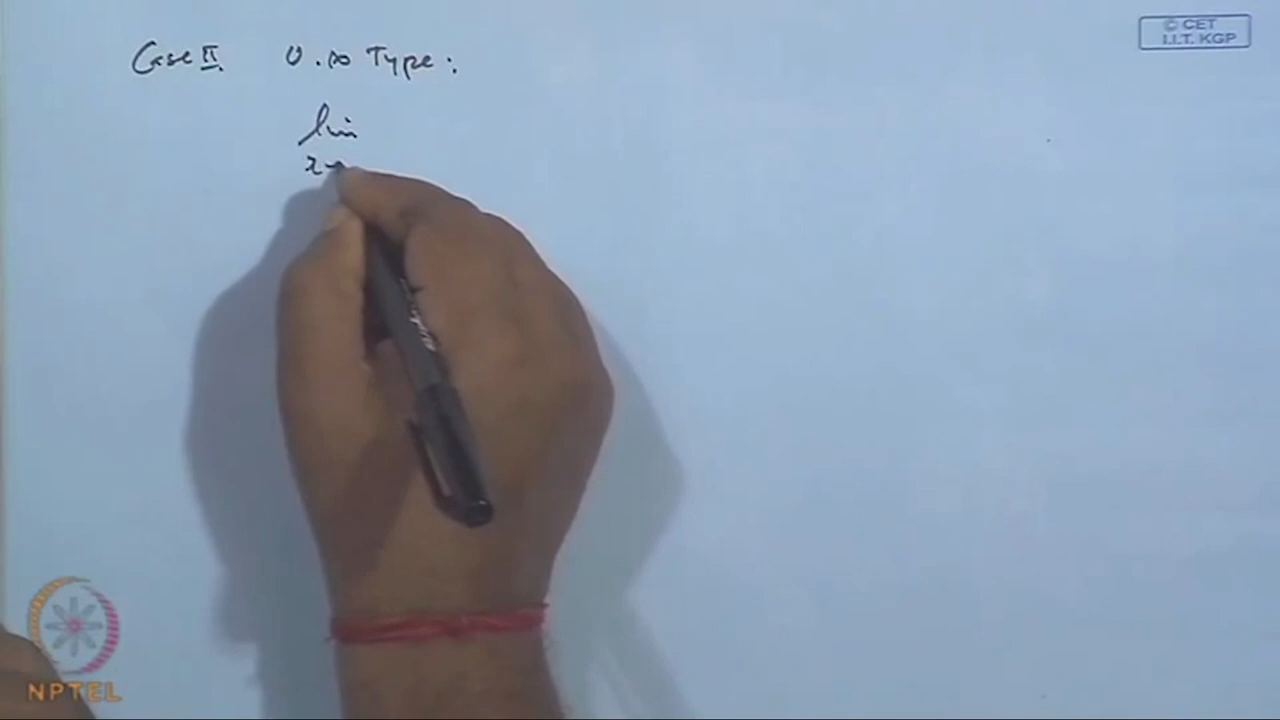 Case II. 0.∞ Type:
lim
x→
© CET
I.I.T. KGP
NPTEL